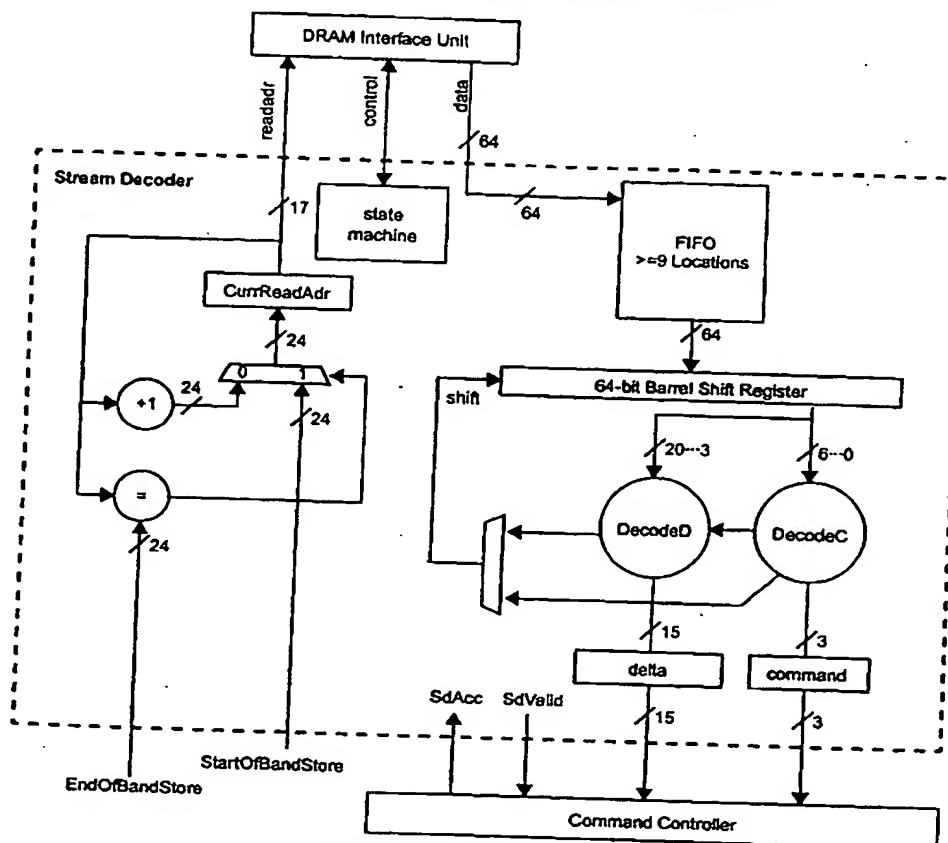 DRAM Interface Unit
readadr
control
data
64
Stream Decoder
17
state
machine
64
FIFO
>=9 Locations
CurrReadAdr
24
64
0 1
64-bit Barrel Shift Register
shift
24
+1
24
20---3
6---0
=
24
DecodeD
DecodeC
15
3
delta
command
SdAcc SdValid
15
3
StartOfBandStore
EndOfBandStore
Command Controller